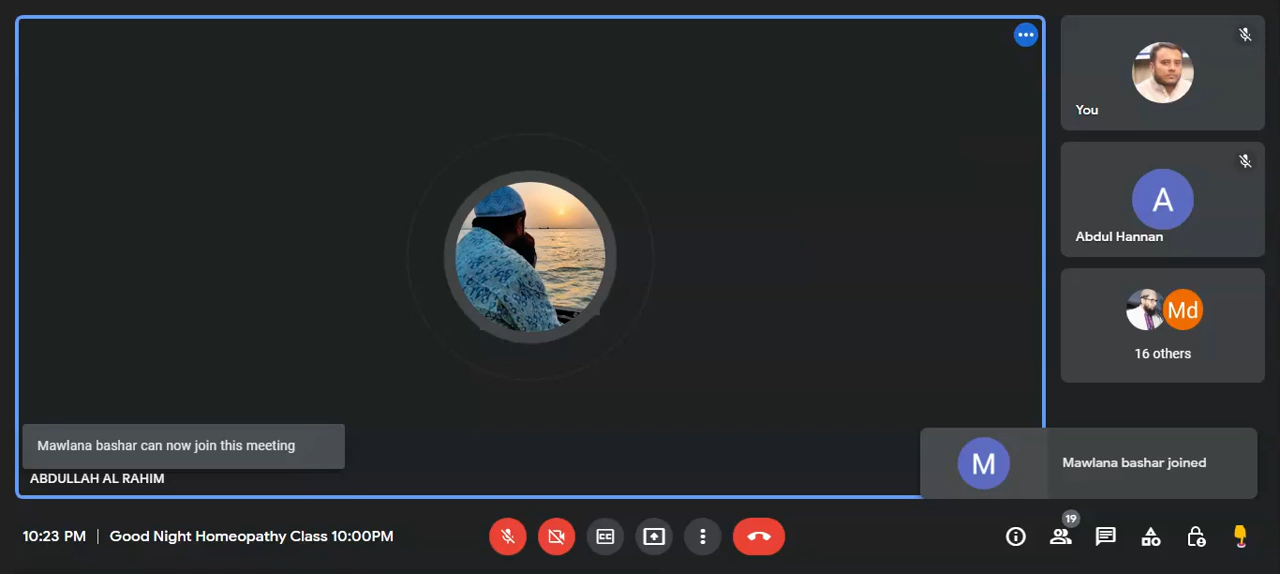 You
A
Abdul Hannan
Md
16 others
Mawlana bashar can now join this meeting
ABDULLAH AL RAHIM
M
Mawlana bashar joined
10:23 PM | Good Night Homeopathy Class 10:00PM
CC
19